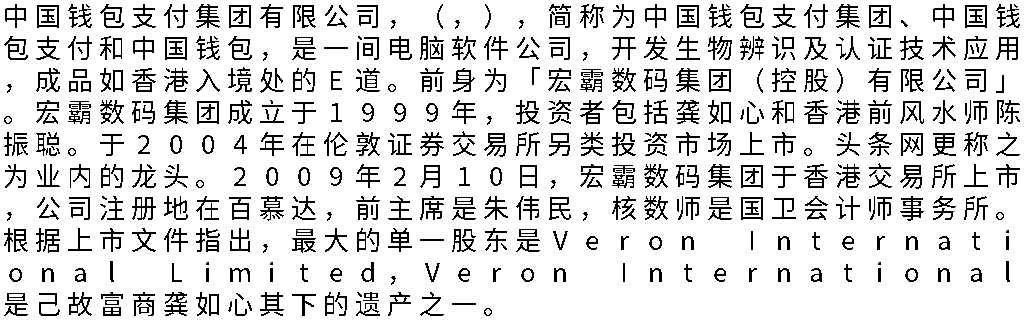 中国钱包支付集团有限公司，（，），简称为中国钱包支付集团、中国钱
包支付和中国钱包，是一间电脑软件公司，开发生物辨识及认证技术应用
，成品如香港入境处的E道。前身为「宏霸数码集团（控股）有限公司」
。宏霸数码集团成立于1999年，投资者包括龚如心和香港前风水师陈
振聪。于2004年在伦敦证券交易所另类投资市场上市。头条网更称之
为业内的龙头。2009年2月10日，宏霸数码集团于香港交易所上市
，公司注册地在百慕达，前主席是朱伟民，核数师是国卫会计师事务所。
根据上市文件指出，最大的单一股东是Veron Internati
onal Limited，Veron International
是己故富商龚如心其下的遗产之一。